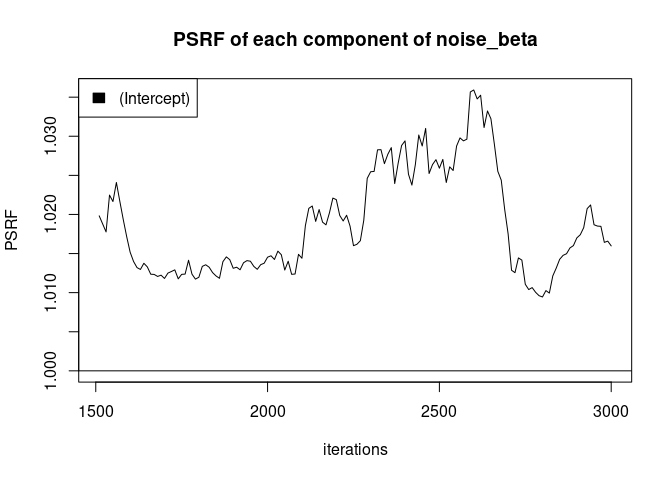 PSRF of each component of noise_beta
(Intercept)
PSRF
1.030
1.020
1.010
1.000
1500 2000 2500 3000
iterations